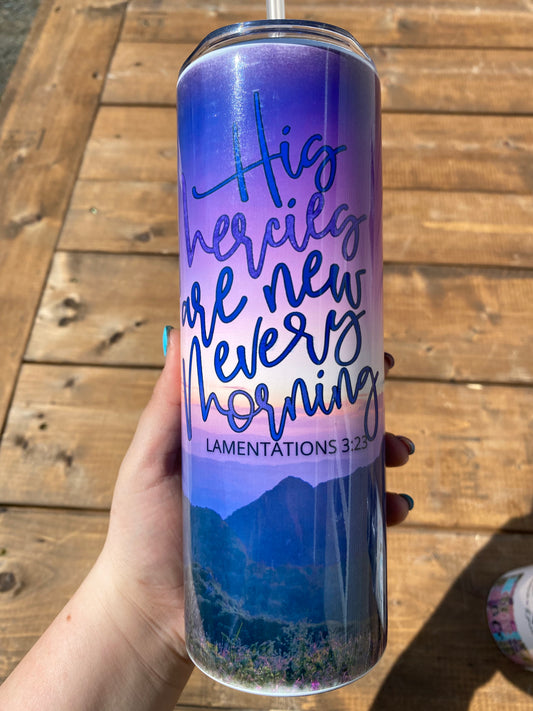 His
Mercies
are new
every
Morning
LAMENTATIONS 3:23